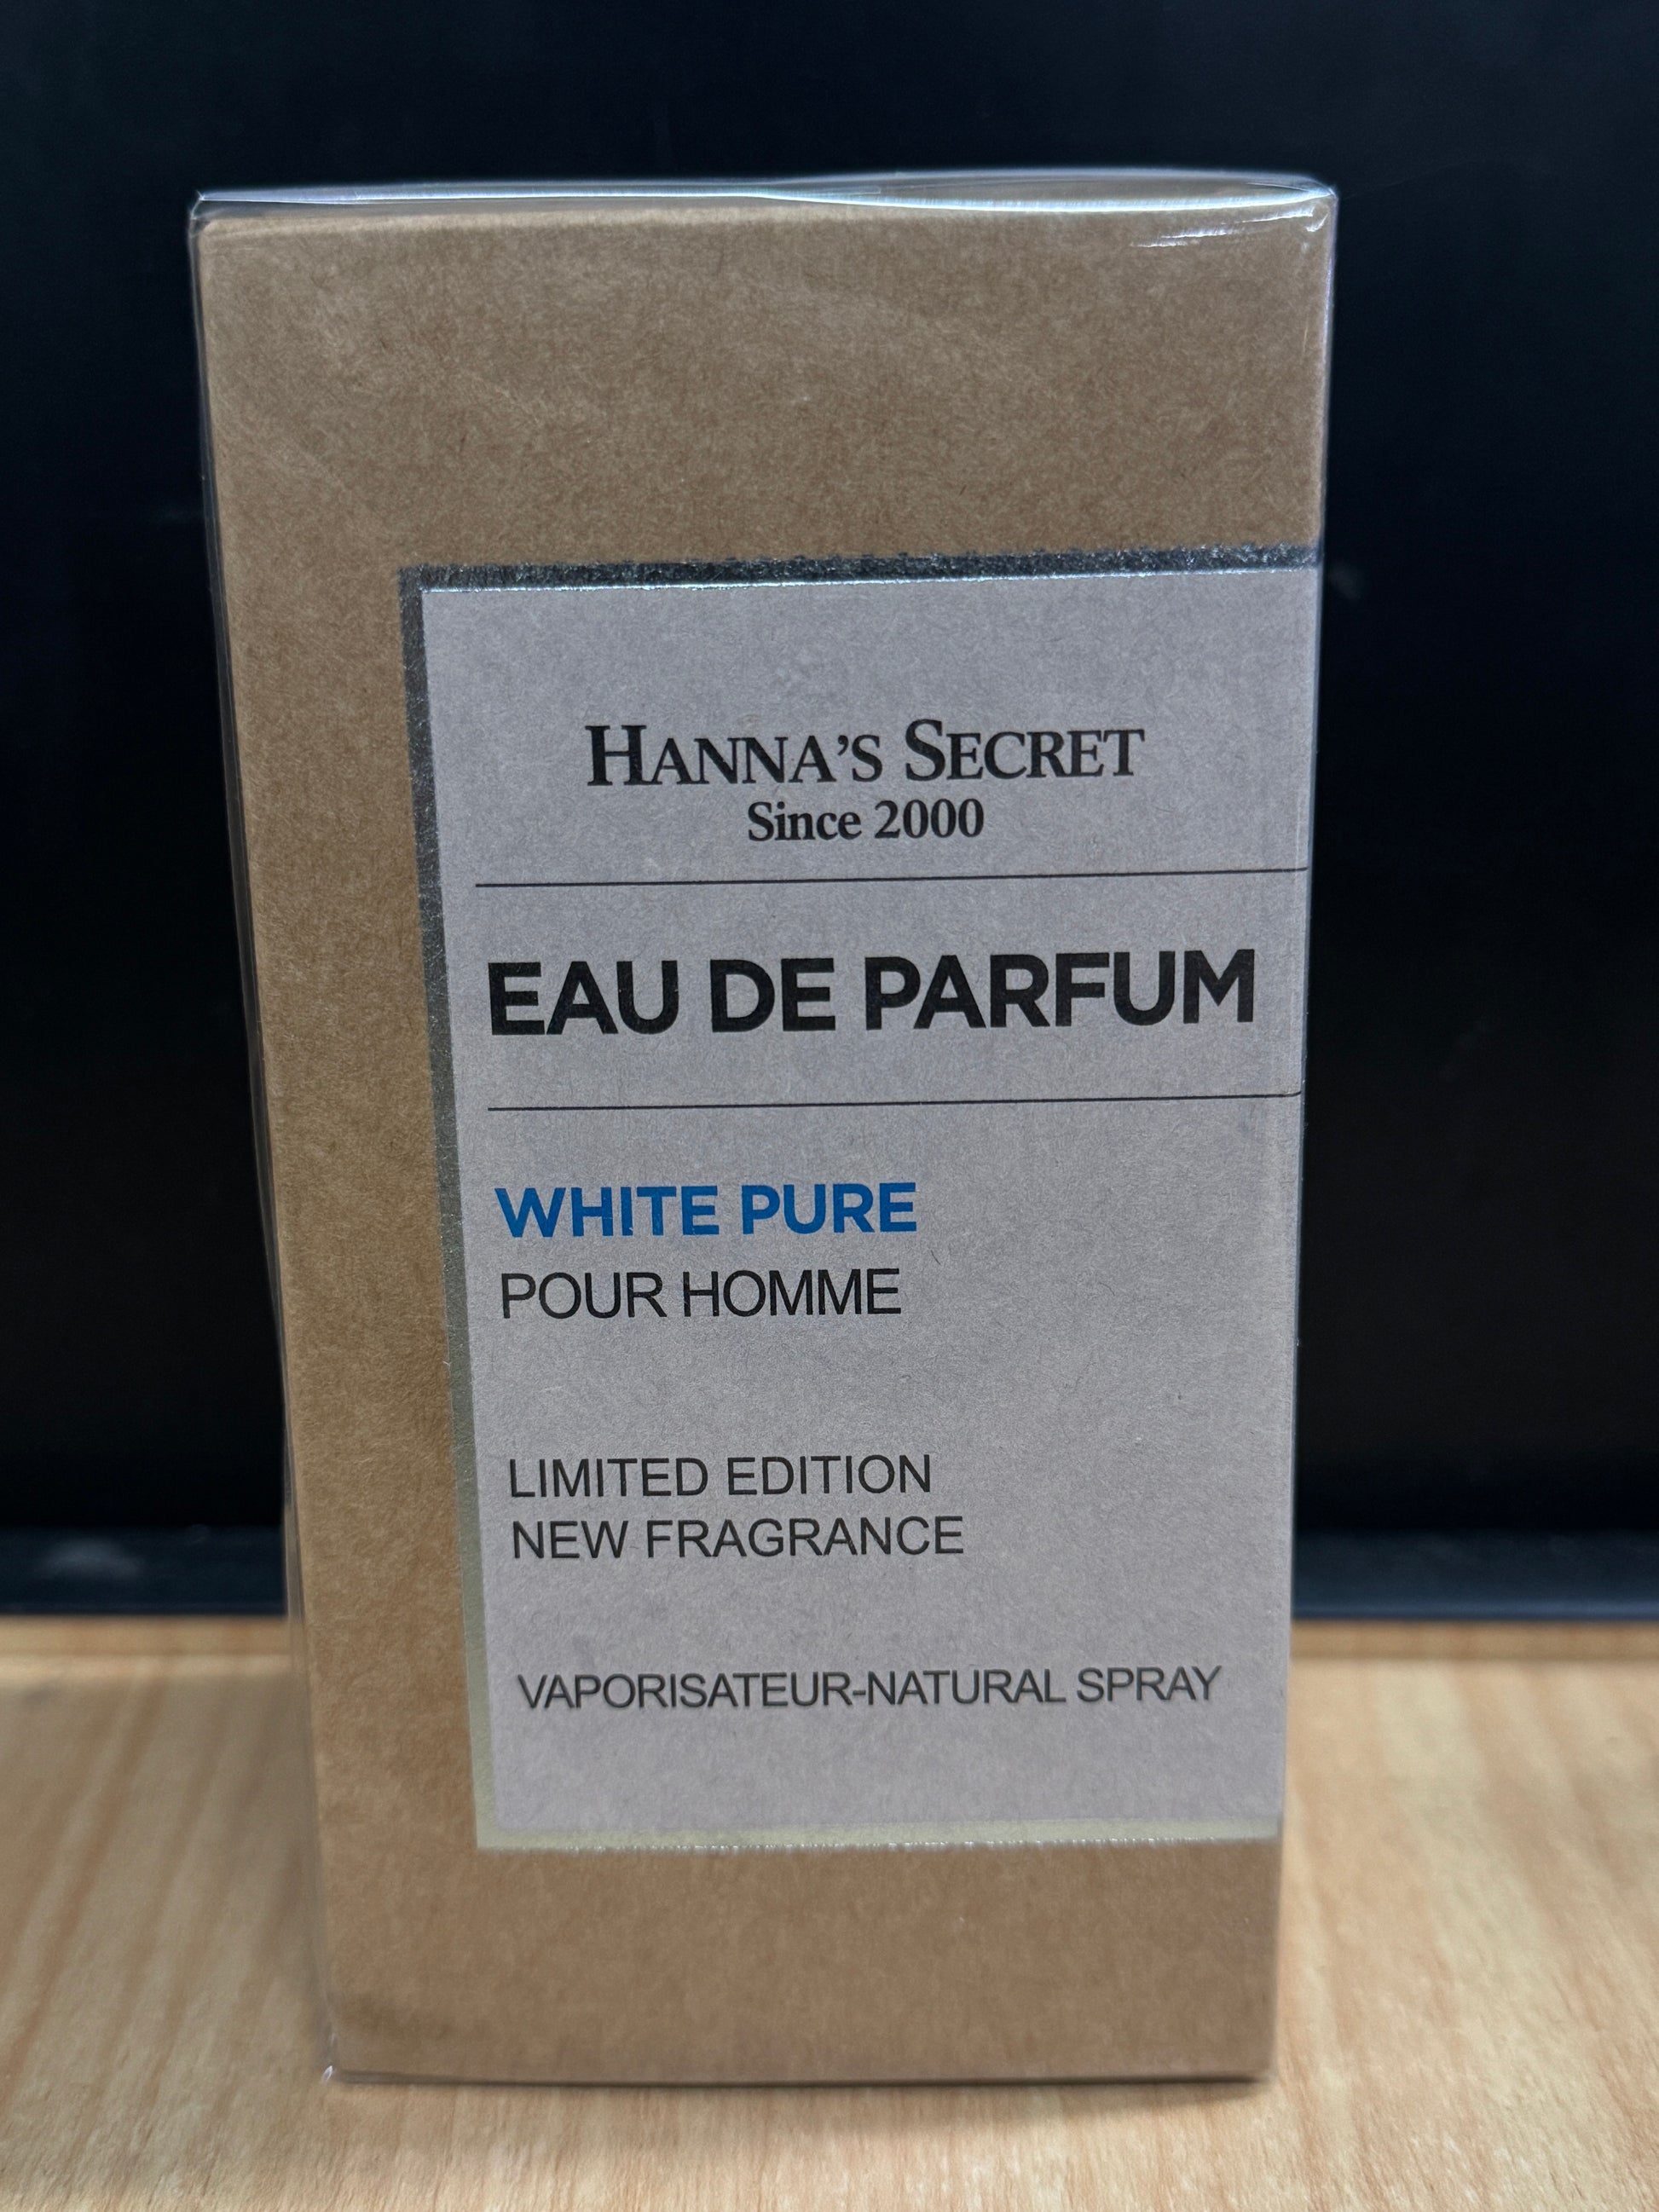 HANNA'S SECRET
Since 2000
EAU DE PARFUM
WHITE PURE
POUR HOMME
LIMITED EDITION
NEW FRAGRANCE
VAPORISATEUR-NATURAL SPRAY